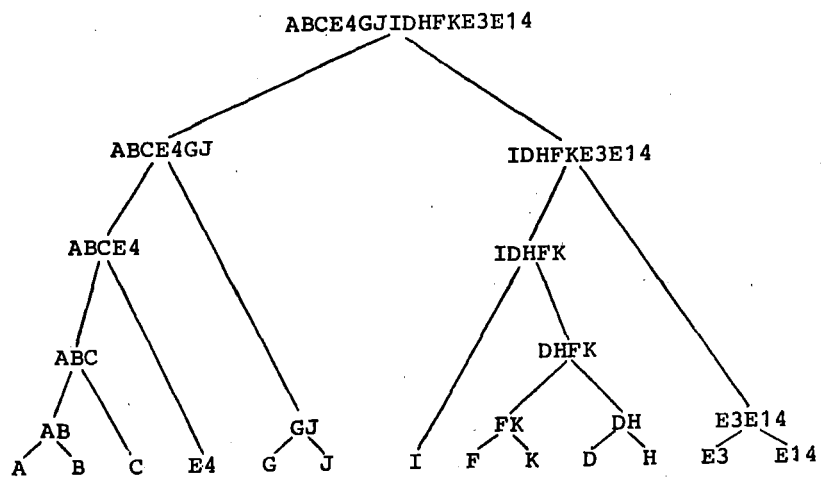 ABCE4GJIDHFKE3E14
ABCE4GJ IDHFKE3E14
ABCE4 IDHFK
ABC DHFK
AB GJ FK DH E3E14
A B C E4 G J I F K D H E3 E14